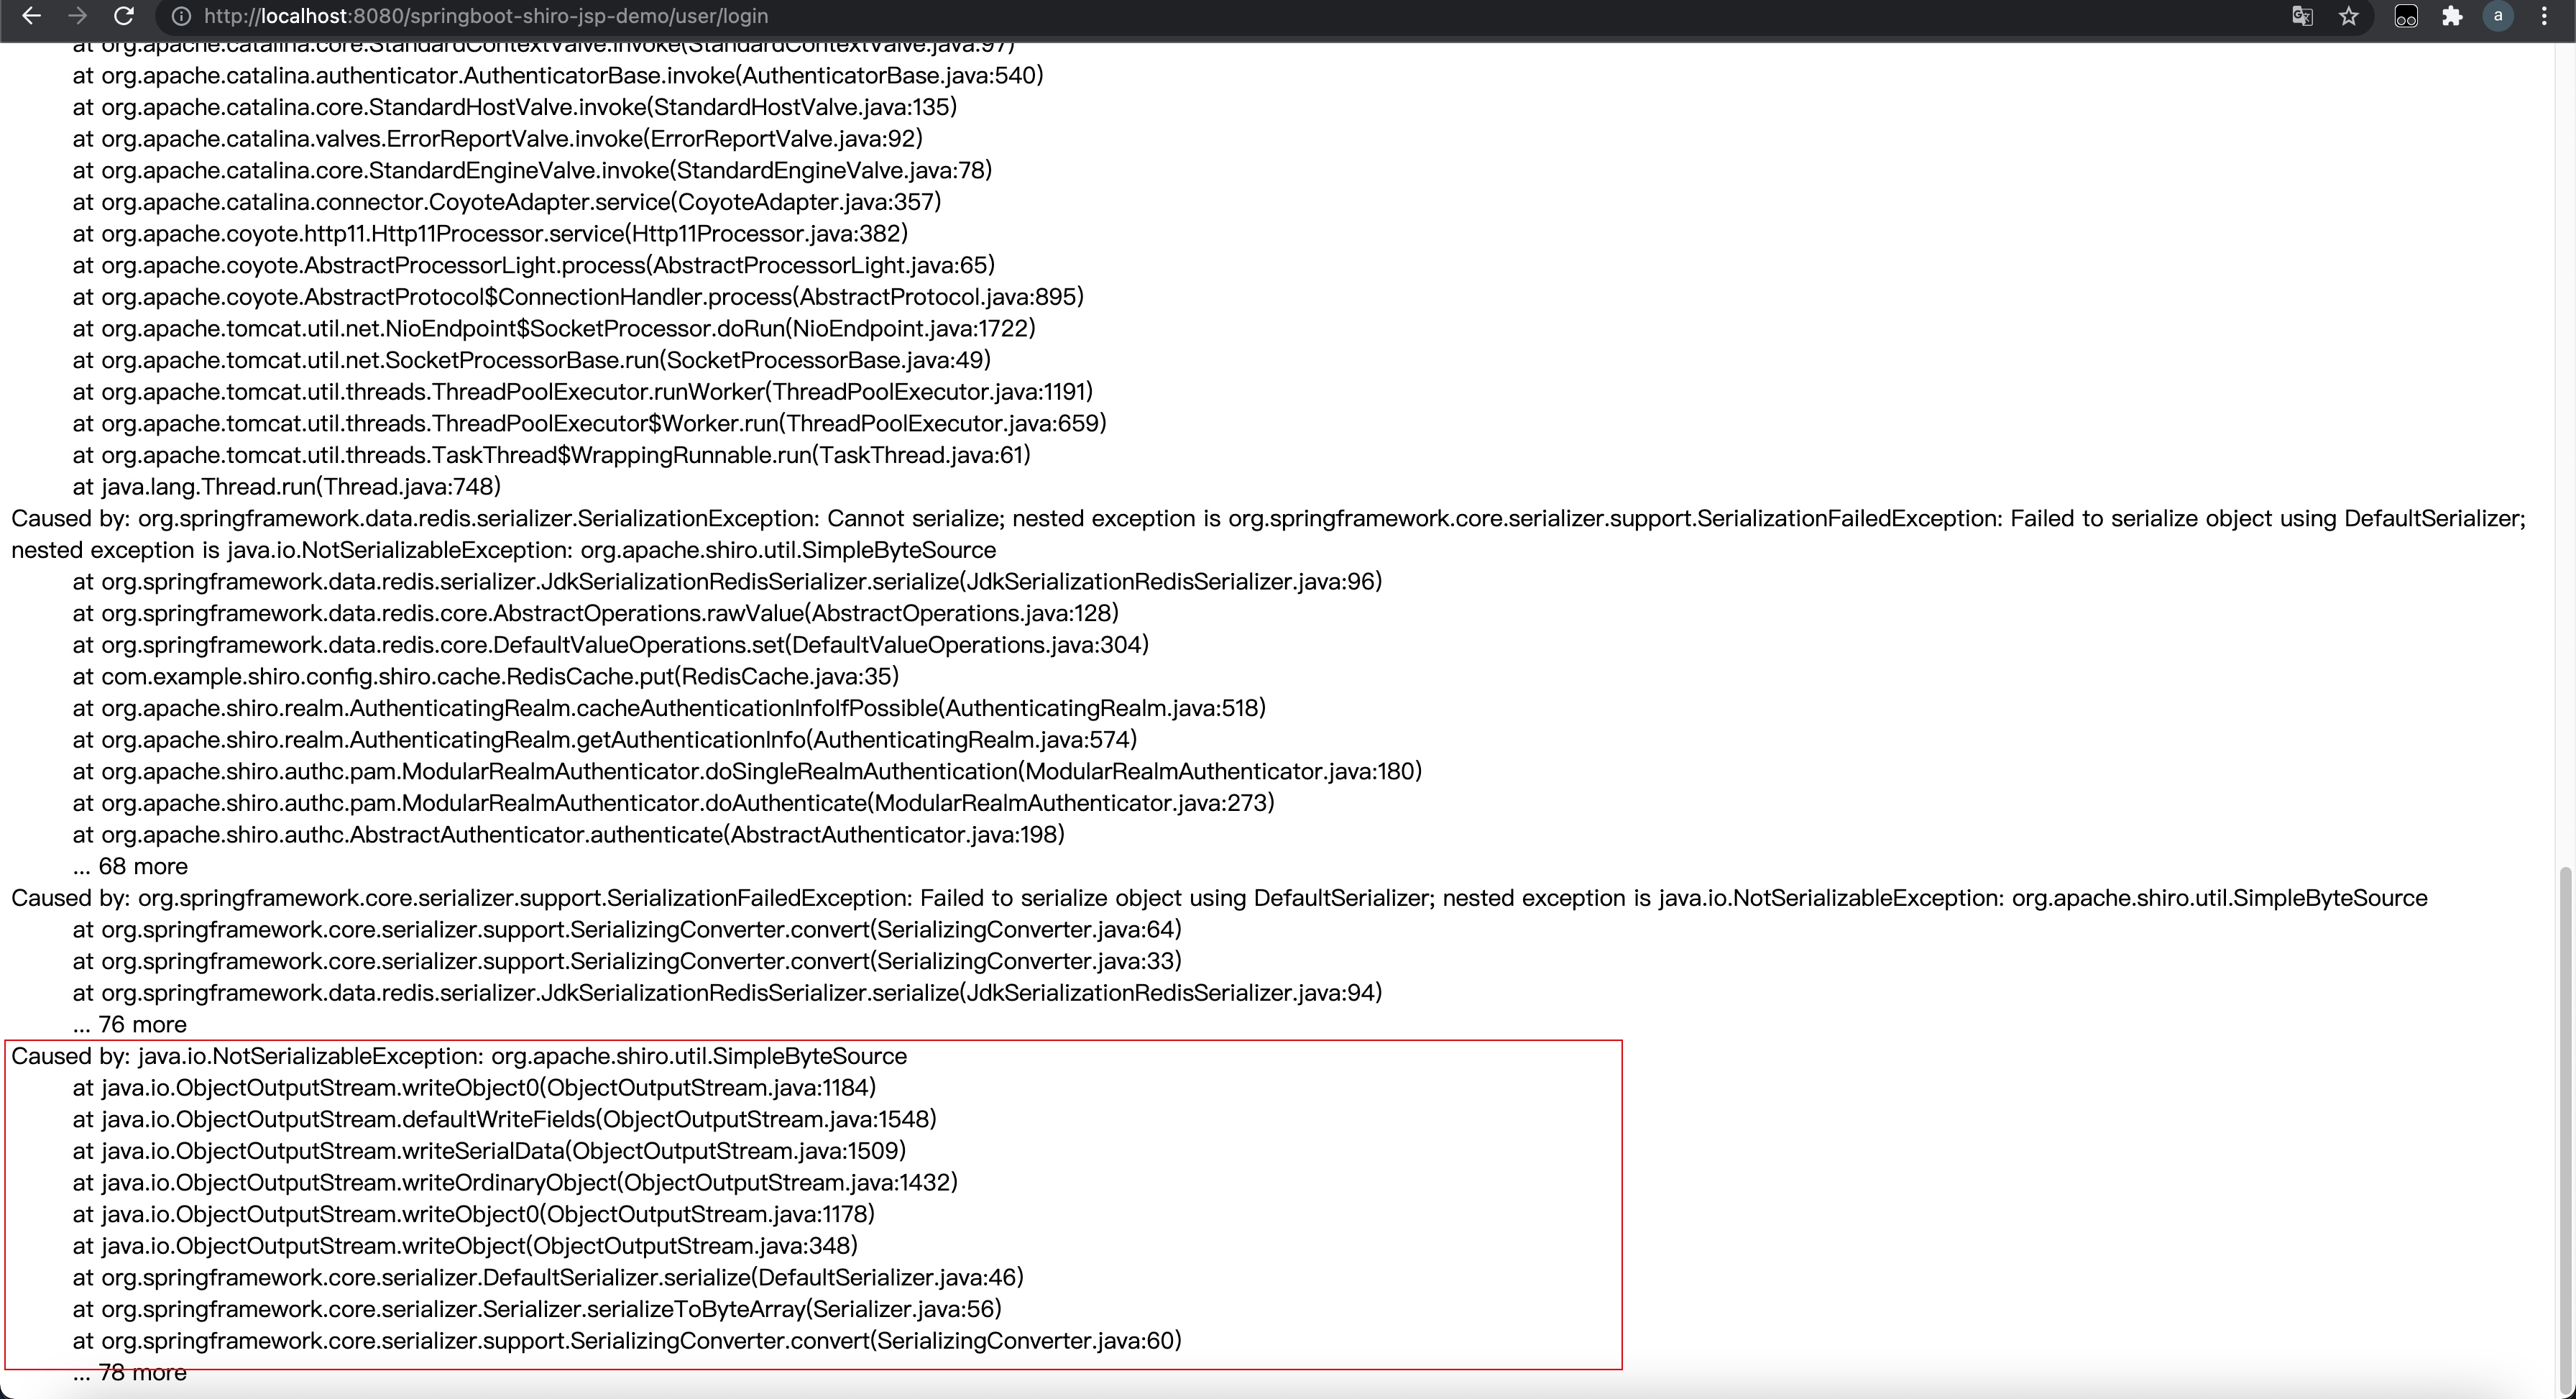 http://localhost:8080/springboot-shiro-jsp-demo/user/login
a
at org.apache.catalina.core.StandardContextValve.invoke(StandardContextValve.java:97)
at org.apache.catalina.authenticator.AuthenticatorBase.invoke(AuthenticatorBase.java:540)
at org.apache.catalina.core.StandardHostValve.invoke(StandardHostValve.java:135)
at org.apache.catalina.valves.ErrorReportValve.invoke(ErrorReportValve.java:92)
at org.apache.catalina.core.StandardEngineValve.invoke(StandardEngineValve.java:78)
at org.apache.catalina.connector.CoyoteAdapter.service(CoyoteAdapter.java:357)
at org.apache.coyote.http11.Http11Processor.service(Http11Processor.java:382)
at org.apache.coyote.AbstractProcessorLight.process(AbstractProcessorLight.java:65)
at org.apache.coyote.AbstractProtocol$ConnectionHandler.process(AbstractProtocol.java:895)
at org.apache.tomcat.util.net.NioEndpoint$SocketProcessor.doRun(NioEndpoint.java:1722)
at org.apache.tomcat.util.net.SocketProcessorBase.run(SocketProcessorBase.java:49)
at org.apache.tomcat.util.threads.ThreadPoolExecutor.runWorker(ThreadPoolExecutor.java:1191)
at org.apache.tomcat.util.threads.ThreadPoolExecutor$Worker.run(ThreadPoolExecutor.java:659)
at org.apache.tomcat.util.threads.TaskThread$WrappingRunnable.run(TaskThread.java:61)
at java.lang.Thread.run(Thread.java:748)
Caused by: org.springframework.data.redis.serializer.SerializationException: Cannot serialize; nested exception is org.springframework.core.serializer.support.SerializationFailedException: Failed to serialize object using DefaultSerializer;
nested exception is java.io.NotSerializableException: org.apache.shiro.util.SimpleByteSource
at org.springframework.data.redis.serializer.JdkSerializationRedisSerializer.serialize(JdkSerializationRedisSerializer.java:96)
at org.springframework.data.redis.core.AbstractOperations.rawValue(AbstractOperations.java:128)
at org.springframework.data.redis.core.DefaultValueOperations.set(DefaultValueOperations.java:304)
at com.example.shiro.config.shiro.cache.RedisCache.put(RedisCache.java:35)
at org.apache.shiro.realm.AuthenticatingRealm.cacheAuthenticationInfoIfPossible(AuthenticatingRealm.java:518)
at org.apache.shiro.realm.AuthenticatingRealm.getAuthenticationInfo(AuthenticatingRealm.java:574)
at org.apache.shiro.authc.pam.ModularRealmAuthenticator.doSingleRealmAuthentication(ModularRealmAuthenticator.java:180)
at org.apache.shiro.authc.pam.ModularRealmAuthenticator.doAuthenticate(ModularRealmAuthenticator.java:273)
at org.apache.shiro.authc.AbstractAuthenticator.authenticate(AbstractAuthenticator.java:198)
... 68 more
Caused by: org.springframework.core.serializer.support.SerializationFailedException: Failed to serialize object using DefaultSerializer; nested exception is java.io.NotSerializableException: org.apache.shiro.util.SimpleByteSource
at org.springframework.core.serializer.support.SerializingConverter.convert(SerializingConverter.java:64)
at org.springframework.core.serializer.support.SerializingConverter.convert(SerializingConverter.java:33)
at org.springframework.data.redis.serializer.JdkSerializationRedisSerializer.serialize(JdkSerializationRedisSerializer.java:94)
... 76 more
Caused by: java.io.NotSerializableException: org.apache.shiro.util.SimpleByteSource
at java.io.ObjectOutputStream.writeObject0(ObjectOutputStream.java:1184)
at java.io.ObjectOutputStream.defaultWriteFields(ObjectOutputStream.java:1548)
at java.io.ObjectOutputStream.writeSerialData(ObjectOutputStream.java:1509)
at java.io.ObjectOutputStream.writeOrdinaryObject(ObjectOutputStream.java:1432)
at java.io.ObjectOutputStream.writeObject0(ObjectOutputStream.java:1178)
at java.io.ObjectOutputStream.writeObject(ObjectOutputStream.java:348)
at org.springframework.core.serializer.DefaultSerializer.serialize(DefaultSerializer.java:46)
at org.springframework.core.serializer.Serializer.serializeToByteArray(Serializer.java:56)
at org.springframework.core.serializer.support.SerializingConverter.convert(SerializingConverter.java:60)
... 78 more